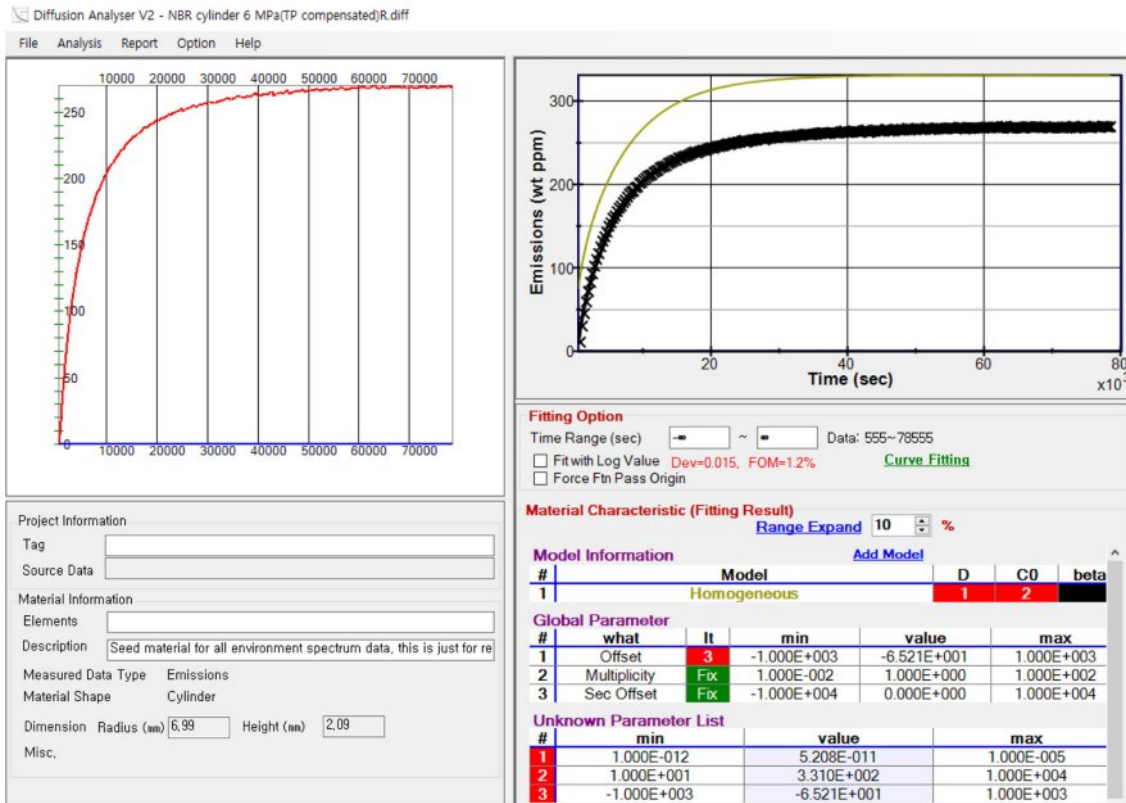 Diffusion Analyser V2 - NBR cylinder 6 MPa(TP compensated)R.diff
File Analysis Report Option Help
10000 20000 30000 40000 50000 60000 70000
250
200
150
100
50
0
10000 20000 30000 40000 50000 60000 70000
Project Information
Tag
Source Data
Material Information
Elements
Description Seed material for all environment spectrum data, this is just for re
Measured Data Type Emissions
Material Shape Cylinder
Dimension Radius (mm) 6,99 Height (mm) 2,09
Misc,
Emissions (wt ppm)
300
200
100
0
20 40 60 80
Time (sec)
Fitting Option
Time Range (sec) -∞ ~ ∞ Data: 555~78555
Fit with Log Value Dev=0.015, FOM=1.2% Curve Fitting
Force Ftn Pass Origin
Material Characteristic (Fitting Result)
Range Expand 10 %
Model Information Add Model
# Model D C0 beta
1 Homogeneous 1 2
Global Parameter
# what It min value max
1 Offset 3 -1.000E+003 -6.521E+001 1.000E+003
2 Multiplicity Fix 1.000E-002 1.000E+000 1.000E+002
3 Sec Offset Fix -1.000E+004 0.000E+000 1.000E+004
Unknown Parameter List
# min value max
1 1.000E-012 5.208E-011 1.000E-005
2 1.000E+001 3.310E+002 1.000E+004
3 -1.000E+003 -6.521E+001 1.000E+003